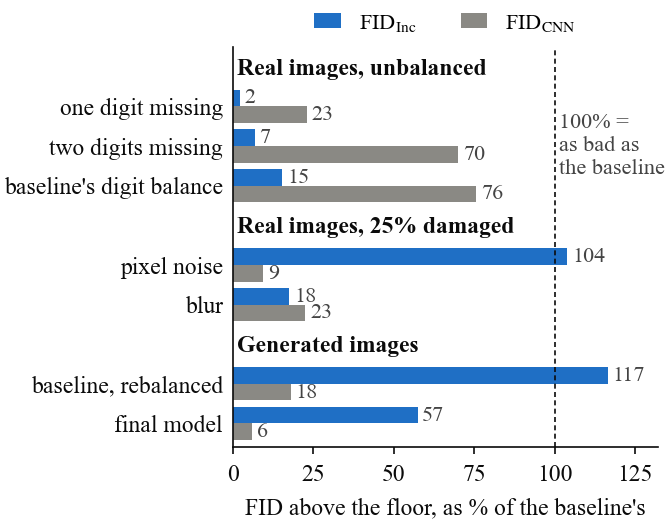 FID_Inc FID_CNN
Real images, unbalanced
one digit missing 2 23
two digits missing 7 70
baseline's digit balance 15 76
100% =
as bad as
the baseline
Real images, 25% damaged
pixel noise 104 9
blur 18 23
Generated images
baseline, rebalanced 117 18
final model 57 6
0 25 50 75 100 125
FID above the floor, as % of the baseline's